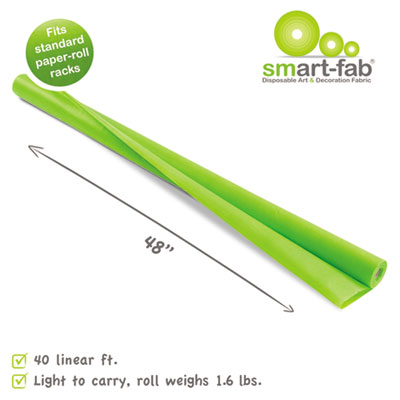 Fits
standard
paper-roll
racks
smart-fab®
Disposable Art & Decoration Fabric
48”
40 linear ft.
Light to carry, roll weighs 1.6 lbs.